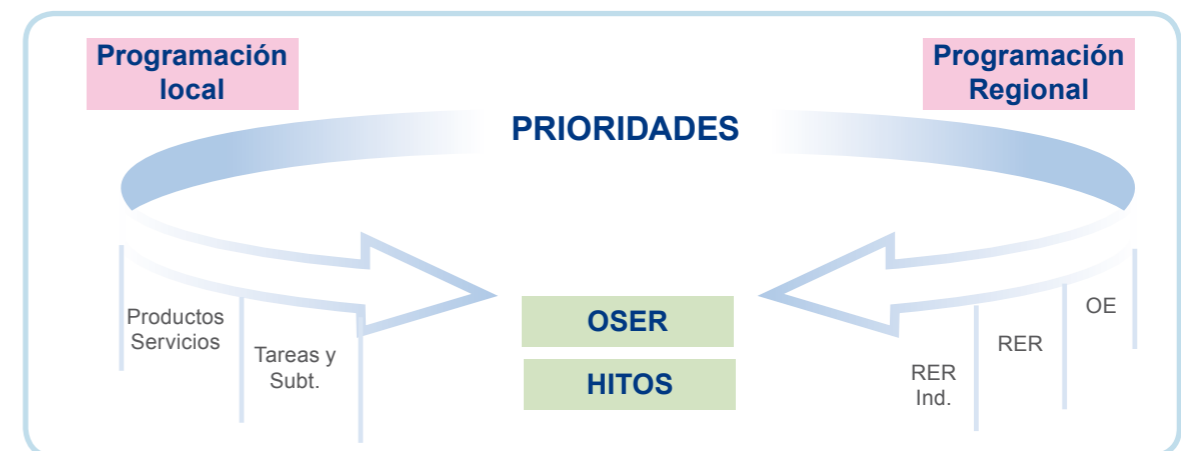 Programación
local
Programación
Regional
PRIORIDADES
Productos
Servicios
Tareas y
Subt.
OSER
HITOS
RER
Ind.
RER
OE